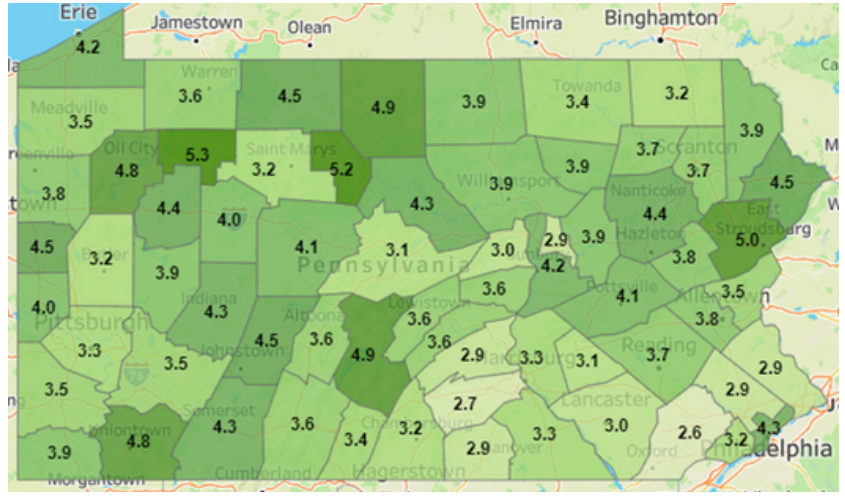 Erie
Jamestown
Olean
Elmira
Binghamton
4.2
Warren
3.6
4.5
4.9
3.9
Towanda
3.4
3.2
Meadville
3.5
3.9
Oil City
4.8
5.3
Saint Marys
3.2
5.2
3.9
3.7
Scranton
3.7
3.8
4.4
4.0
4.3
Williamsport
3.9
Nanticoke
4.4
4.5
East
Stroudsburg
5.0
4.5
Butler
3.2
3.9
4.1
3.1
Pennsylvania
3.0
2.9
3.9
Hazleton
3.8
4.2
4.0
Pittsburgh
Indiana
4.3
Altoona
3.6
Lewistown
3.6
3.6
Pottsville
4.1
3.5
Allentown
3.8
3.3
3.5
76
4.5
Johnstown
4.9
3.6
2.9
Harrisburg
3.3
3.1
Reading
3.7
2.9
2.9
3.5
Uniontown
4.8
Somerset
4.3
3.6
3.4
Chambersburg
3.2
2.7
2.9
Hanover
3.3
Lancaster
3.0
Oxford
2.6
3.2
4.3
Philadelphia
3.9
Morgantown
Cumberland
Hagerstown